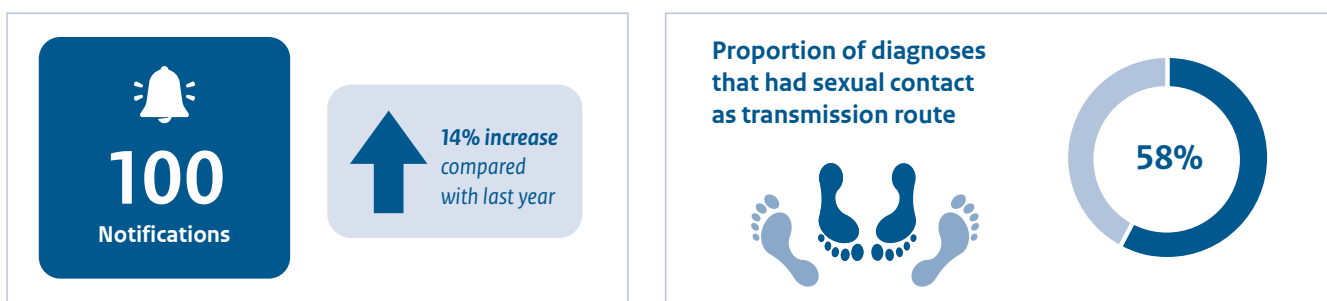 100
Notifications
14% increase
compared
with last year
Proportion of diagnoses
that had sexual contact
as transmission route
58%